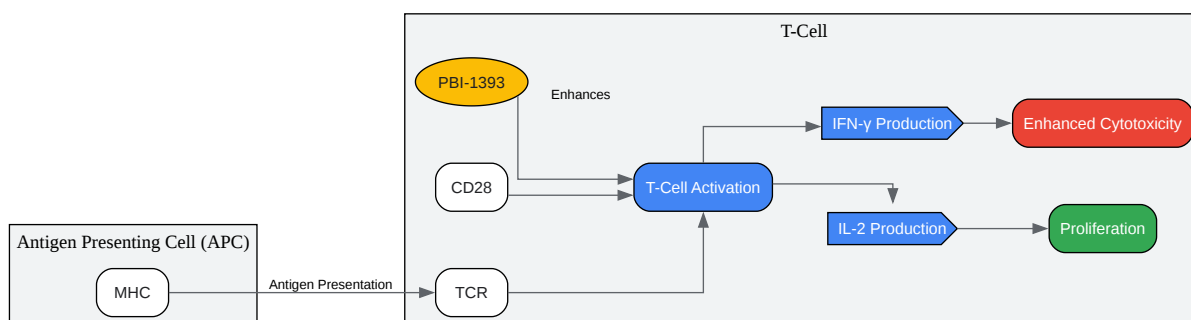 T-Cell
PBI-1393
Enhances
IFN-γ Production
Enhanced Cytotoxicity
CD28
T-Cell Activation
IL-2 Production
Proliferation
Antigen Presenting Cell (APC)
MHC
Antigen Presentation
TCR